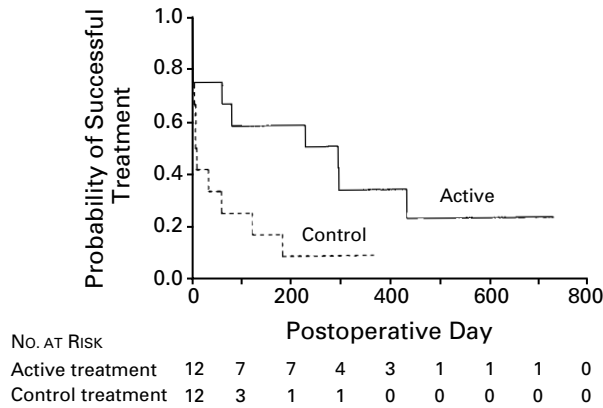 Probability of Successful
Treatment
1.0
0.8
0.6
0.4
0.2
0.0
Active
Control
0 200 400 600 800
Postoperative Day
No. at Risk
Active treatment 12 7 7 4 3 1 1 1 0
Control treatment 12 3 1 1 0 0 0 0 0